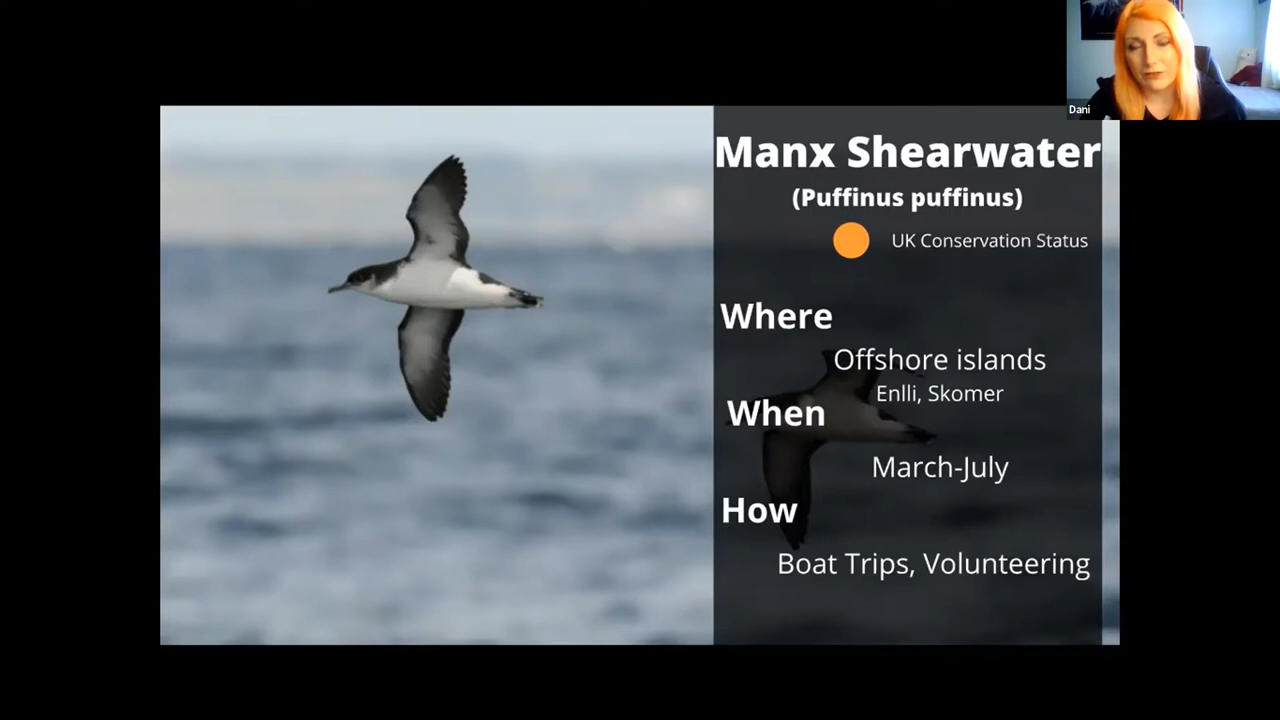 Dani
Manx Shearwater
(Puffinus puffinus)
UK Conservation Status
Where
Offshore islands
Enlli, Skomer
When
March-July
How
Boat Trips, Volunteering